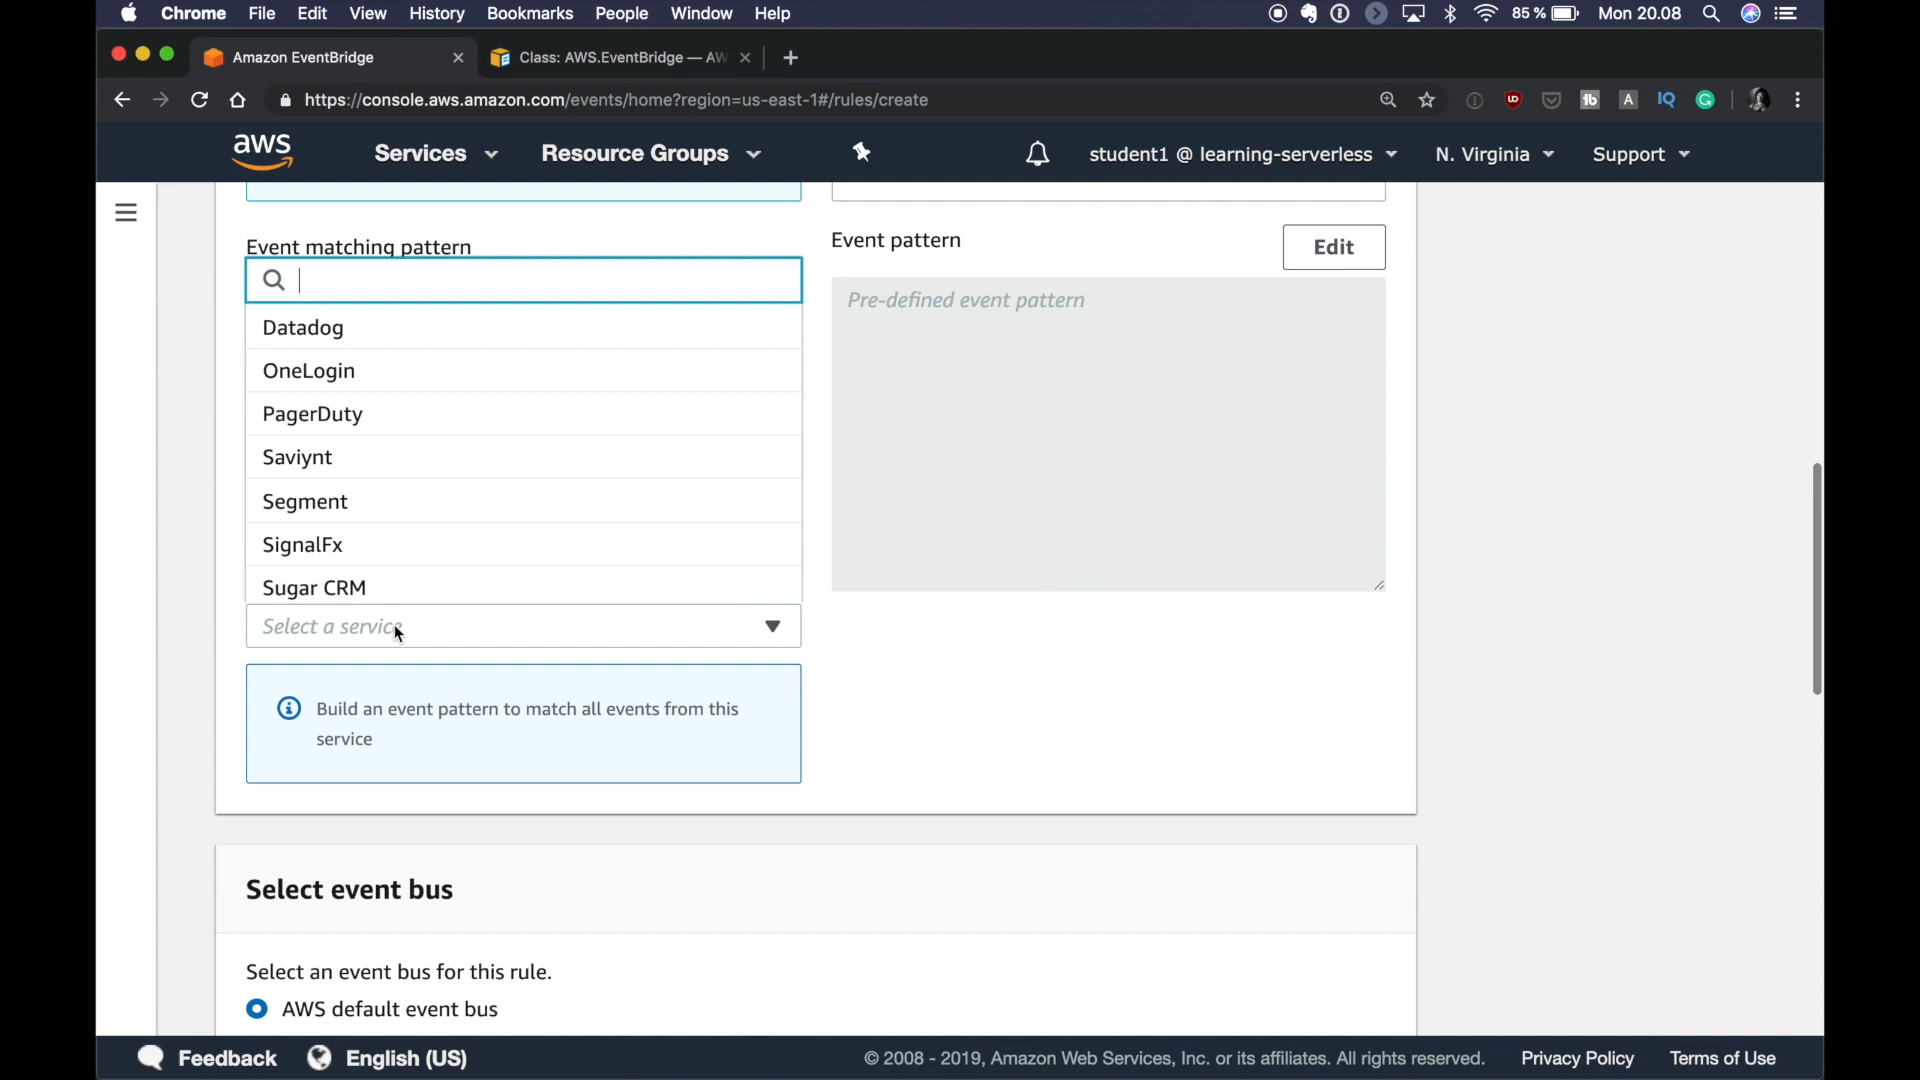 Chrome File Edit View History Bookmarks People Window Help 85 % Mon 20.08
Amazon EventBridge
Class: AWS.EventBridge — AW
https://console.aws.amazon.com/events/home?region=us-east-1#/rules/create
aws Services Resource Groups student1 @ learning-serverless N. Virginia Support
Event matching pattern
Datadog
OneLogin
PagerDuty
Saviynt
Segment
SignalFx
Sugar CRM
Select a service
Build an event pattern to match all events from this
service
Event pattern
Edit
Pre-defined event pattern
Select event bus
Select an event bus for this rule.
AWS default event bus
Feedback English (US) © 2008 - 2019, Amazon Web Services, Inc. or its affiliates. All rights reserved. Privacy Policy Terms of Use